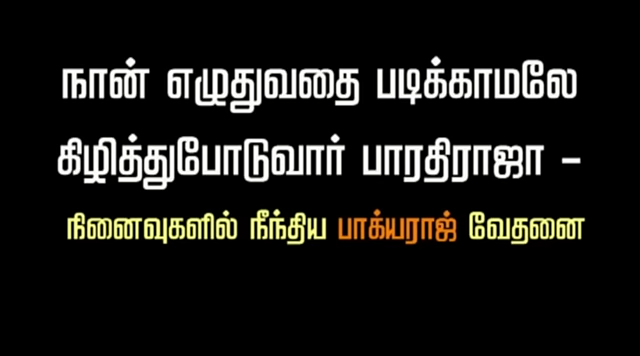 நான் எழுதுவதை படிக்காமலே
கிழித்துபோடுவார் பாரதிராஜா –
நினைவுகளில் நீந்திய பாக்யராஜ் வேதனை